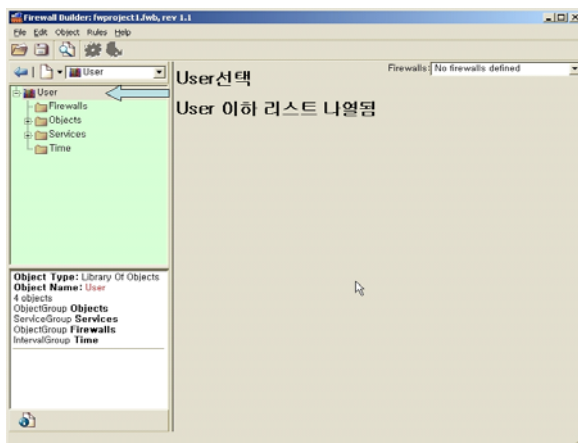 Firewall Builder: fwproject1.fwb, rev 1.1
File Edit Object Rules Help
User
Firewalls: No firewalls defined
User
Firewalls
Objects
Services
Time
User선택
User 이하 리스트 나열됨
Object Type: Library Of Objects
Object Name: User
4 objects
ObjectGroup Objects
ServiceGroup Services
ObjectGroup Firewalls
IntervalGroup Time